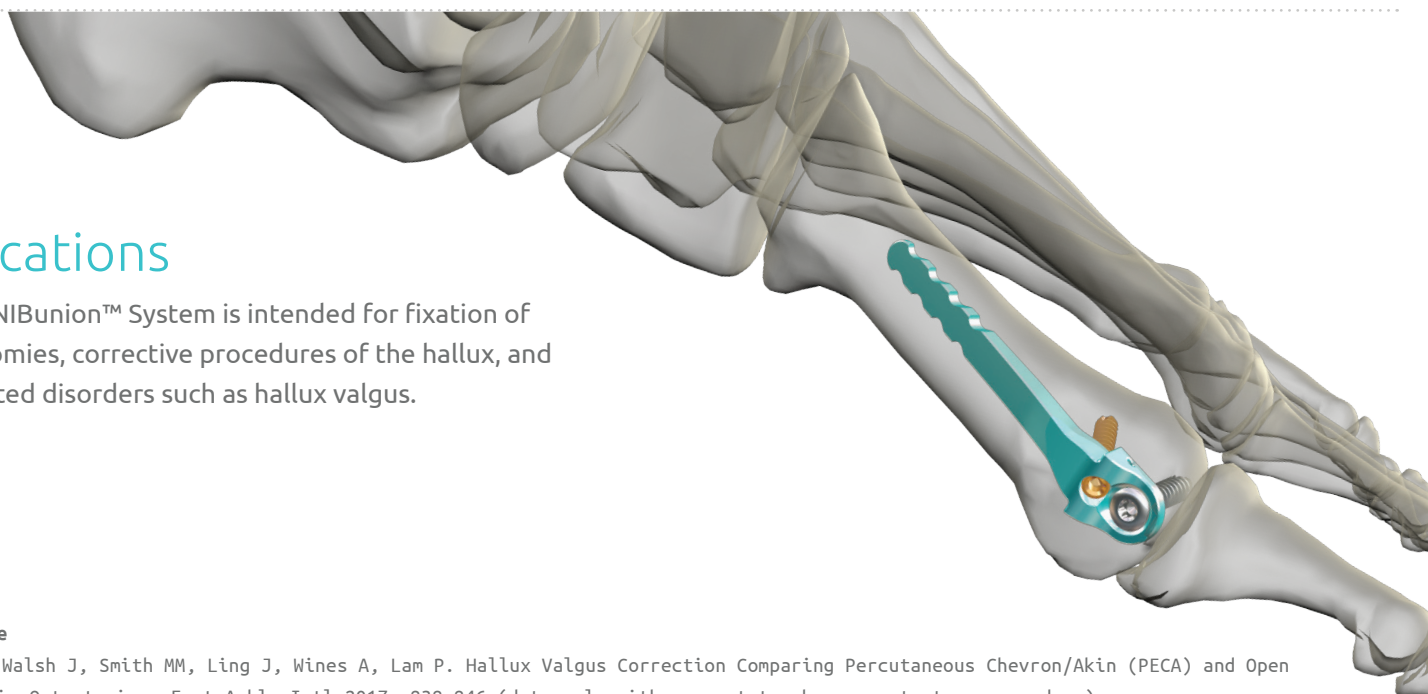 cations
NIBunion™ System is intended for fixation of
omies, corrective procedures of the hallux, and
ted disorders such as hallux valgus.
e
Walsh J, Smith MM, Ling J, Wines A, Lam P. Hallux Valgus Correction Comparing Percutaneous Chevron/Akin (PECA) and Open